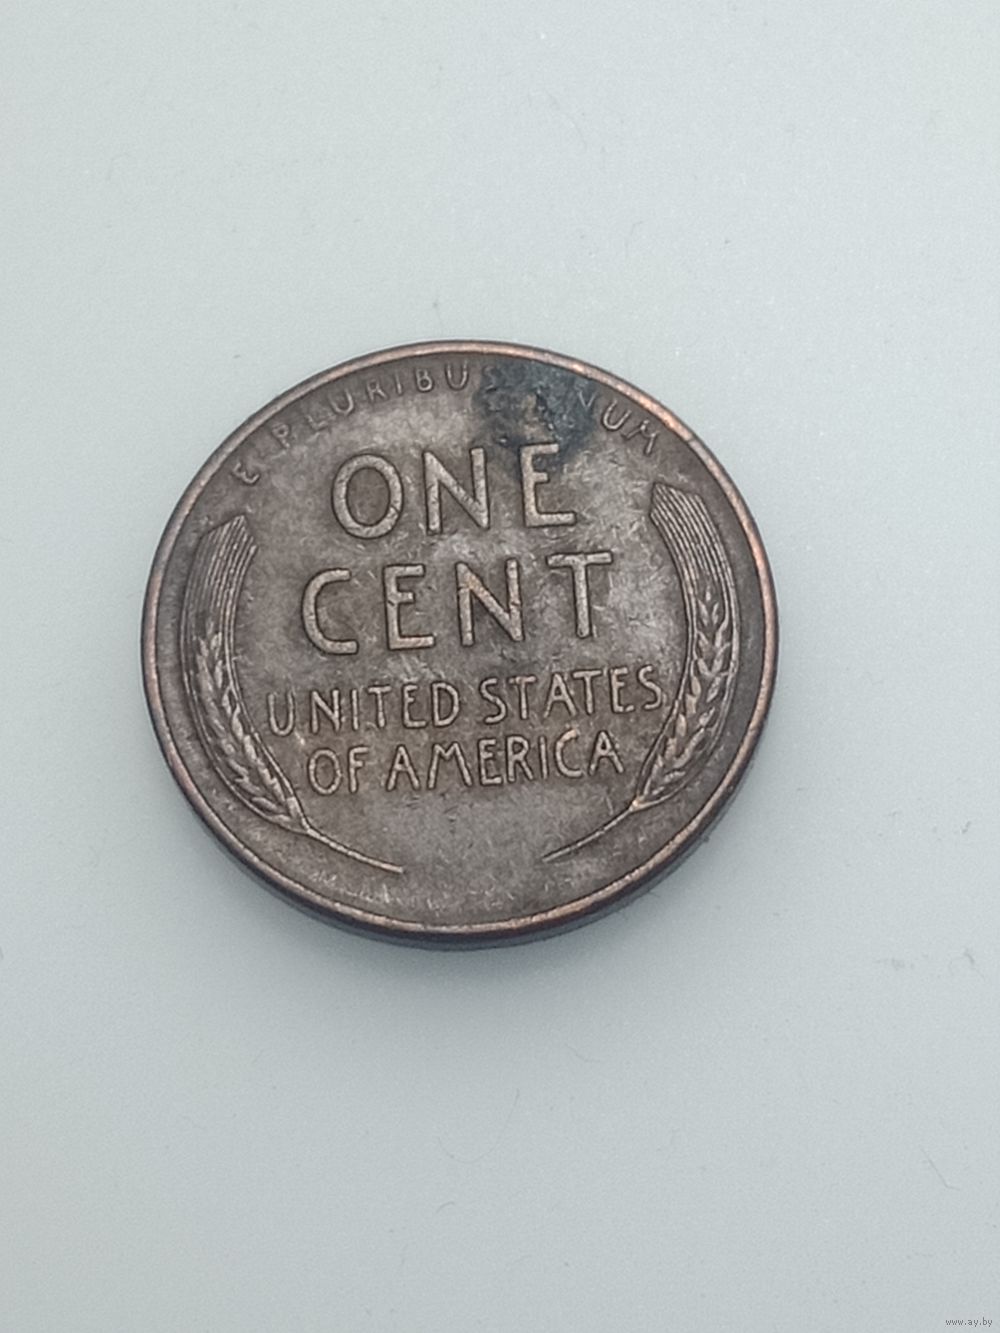 E PLURIBUS UNUM
ONE
CENT
UNITED STATES
OF AMERICA
www.ay.by